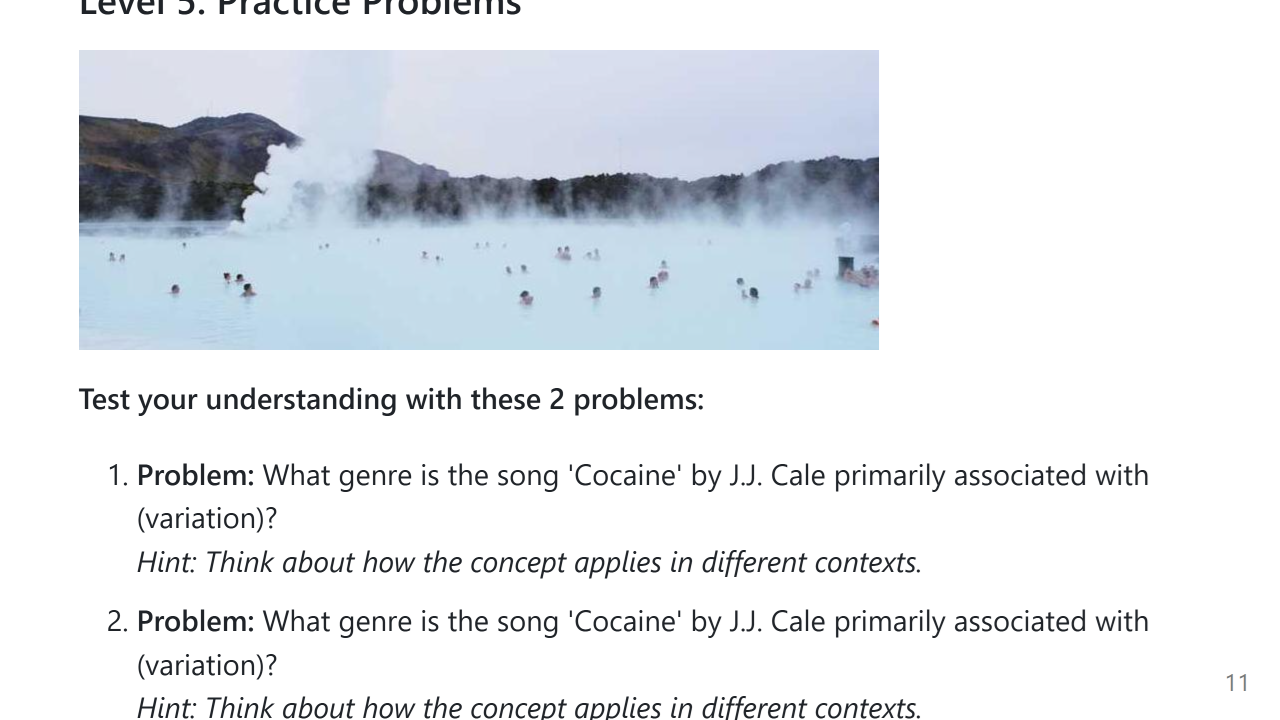 Level 5: Practice Problems
Test your understanding with these 2 problems:
1. Problem: What genre is the song 'Cocaine' by J.J. Cale primarily associated with
(variation)?
Hint: Think about how the concept applies in different contexts.
2. Problem: What genre is the song 'Cocaine' by J.J. Cale primarily associated with
(variation)?
Hint: Think about how the concept applies in different contexts.
11